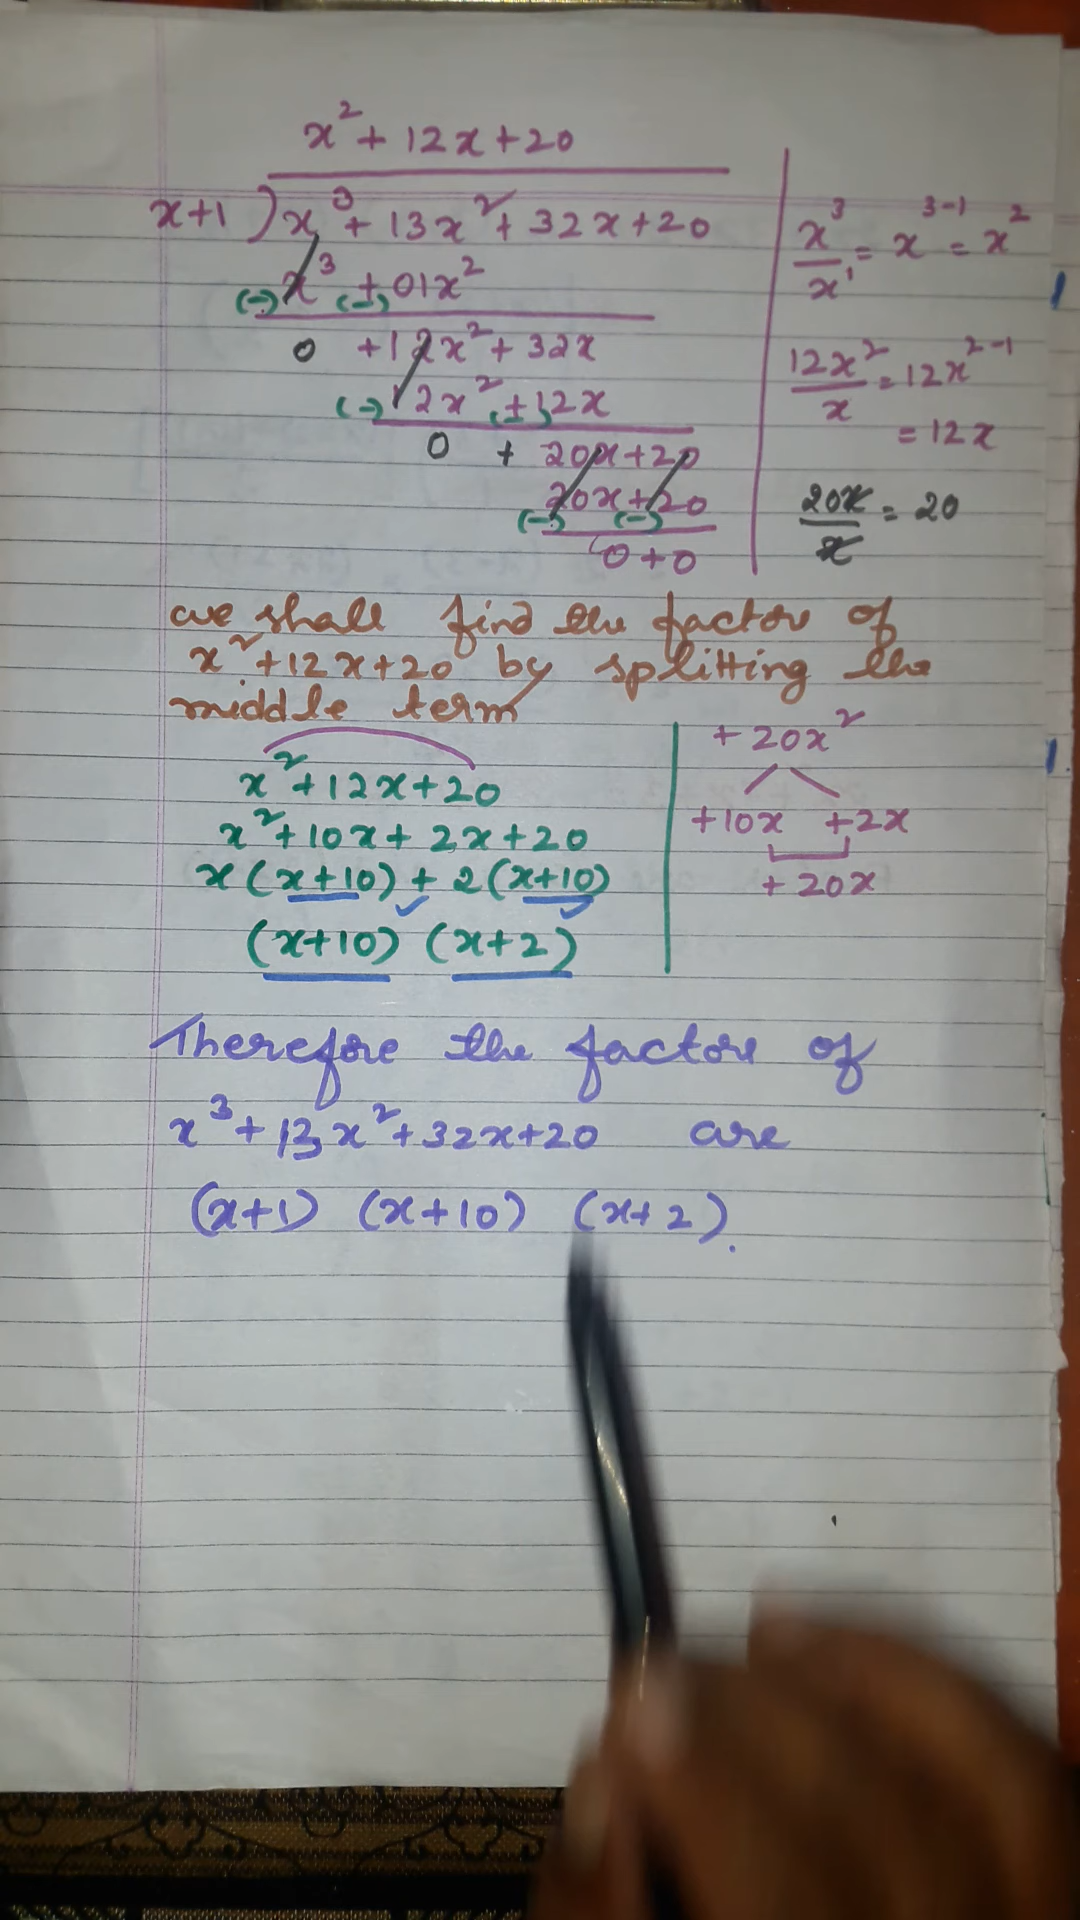 x² + 12x + 20
x+1 ) x³ + 13x² + 32x + 20
x³ + 01x²
(-) (-)
0 + 12x² + 32x
(-) 12x² + 12x
(-)
0 + 20x + 20
20x + 20
(-) (-)
0 + 0
x³/x¹ = x³⁻¹ = x²
12x²/x = 12x²⁻¹
= 12x
20x/x = 20
we shall find the factor of
x² + 12x + 20 by splitting the
middle term
x² + 12x + 20
x² + 10x + 2x + 20
x (x+10) + 2 (x+10)
(x+10) (x+2)
+ 20x²
+10x +2x
+ 20x
Therefore the factors of
x³ + 13x² + 32x + 20 are
(x+1) (x+10) (x+2).